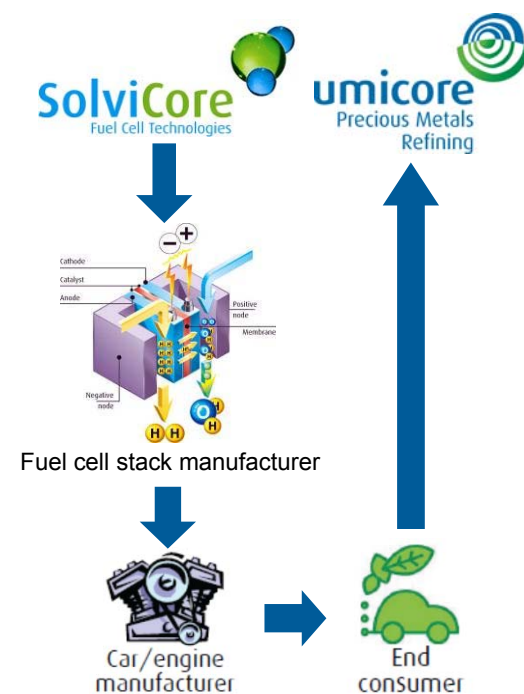 SolviCore
Fuel Cell Technologies
umicore
Precious Metals
Refining
− +
Cathode
Catalyst
Anode
Positive
node
Membrane
Negative
node
H H
O H
H
Fuel cell stack manufacturer
Car/engine
manufacturer
End
consumer